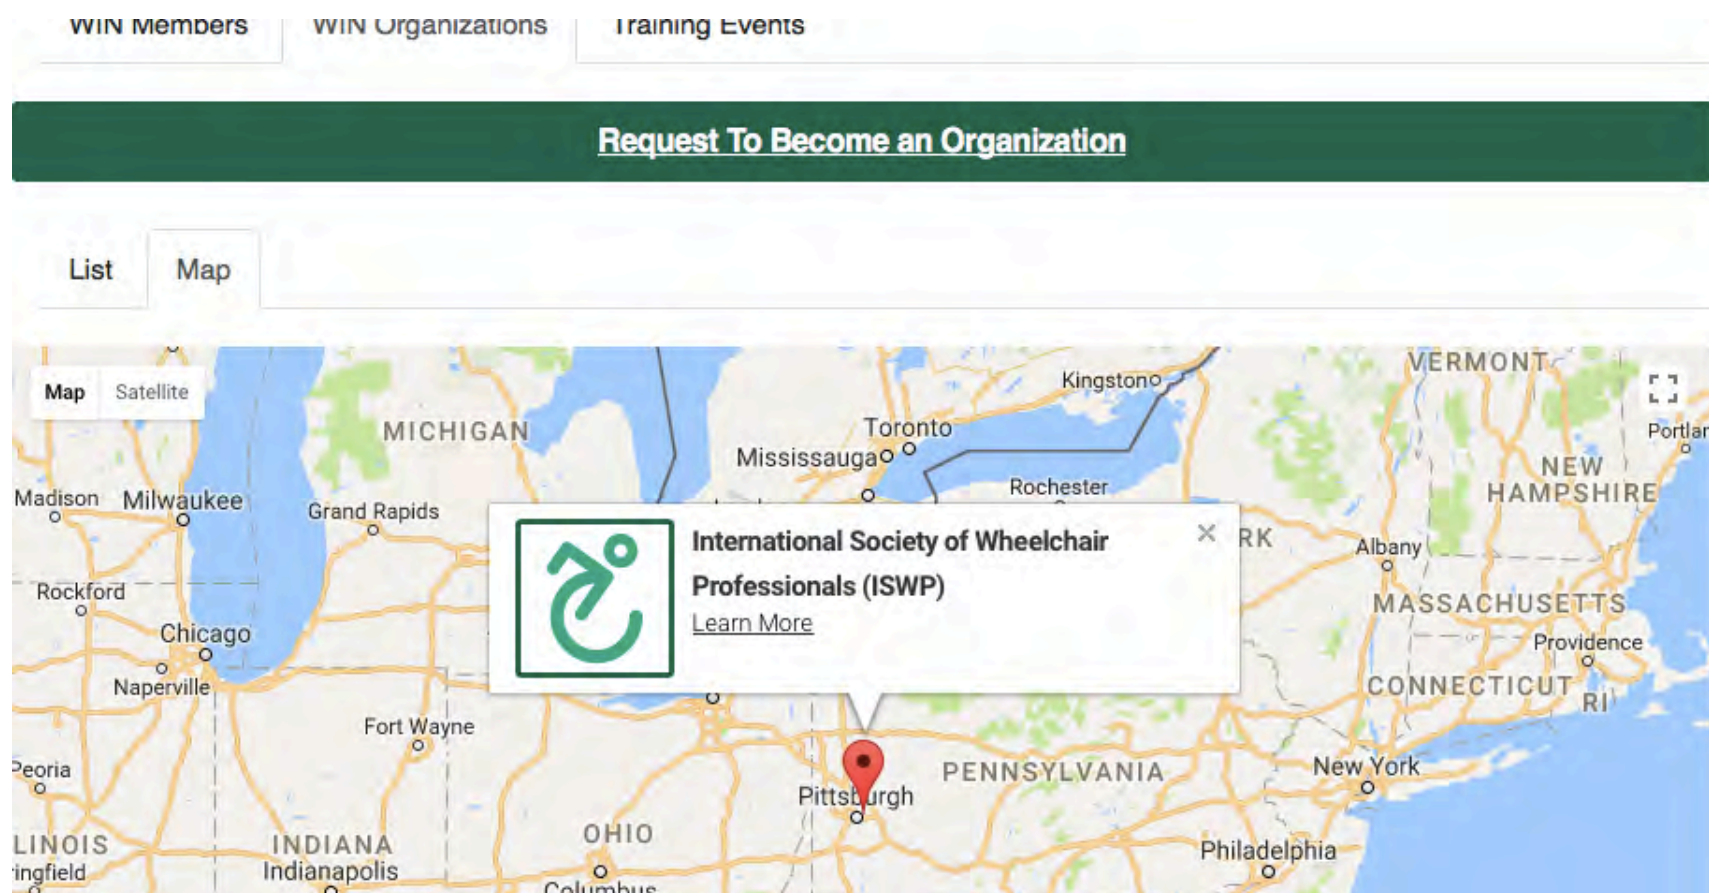 WIN Members
WIN Organizations
Training Events
Request To Become an Organization
List
Map
Map
Satellite
VERMONT
Kingston
MICHIGAN
Toronto
Portlan
Mississauga
NEW
HAMPSHIRE
Madison
Milwaukee
Grand Rapids
Rochester
International Society of Wheelchair
Professionals (ISWP)
Learn More
×
RK
Albany
Rockford
MASSACHUSETTS
Chicago
Providence
Naperville
CONNECTICUT
RI
Fort Wayne
Peoria
PENNSYLVANIA
New York
Pittsburgh
OHIO
LINOIS
INDIANA
ringfield
Indianapolis
Philadelphia
Columbus